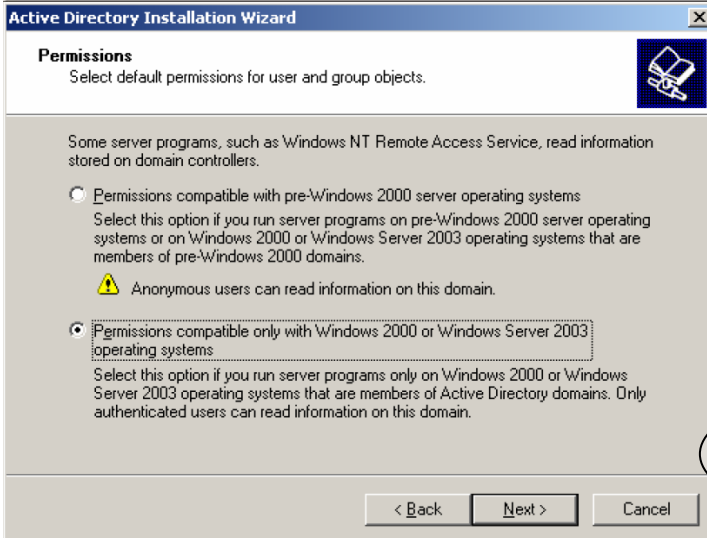 Active Directory Installation Wizard
Permissions
Select default permissions for user and group objects.
Some server programs, such as Windows NT Remote Access Service, read information
stored on domain controllers.
Permissions compatible with pre-Windows 2000 server operating systems
Select this option if you run server programs on pre-Windows 2000 server operating
systems or on Windows 2000 or Windows Server 2003 operating systems that are
members of pre-Windows 2000 domains.
Anonymous users can read information on this domain.
Permissions compatible only with Windows 2000 or Windows Server 2003
operating systems
Select this option if you run server programs only on Windows 2000 or Windows
Server 2003 operating systems that are members of Active Directory domains. Only
authenticated users can read information on this domain.
< Back Next > Cancel